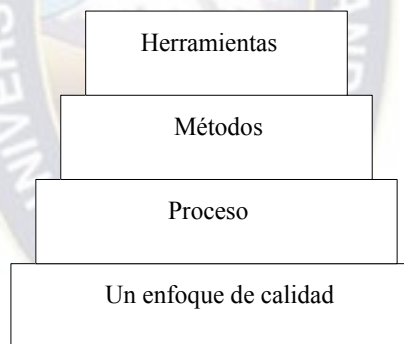 Herramientas
Métodos
Proceso
Un enfoque de calidad